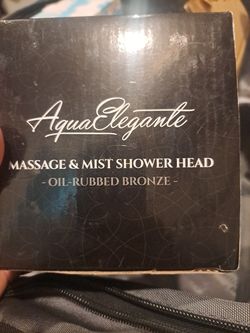 AquaElegante
MASSAGE & MIST SHOWER HEAD
- OIL-RUBBED BRONZE -